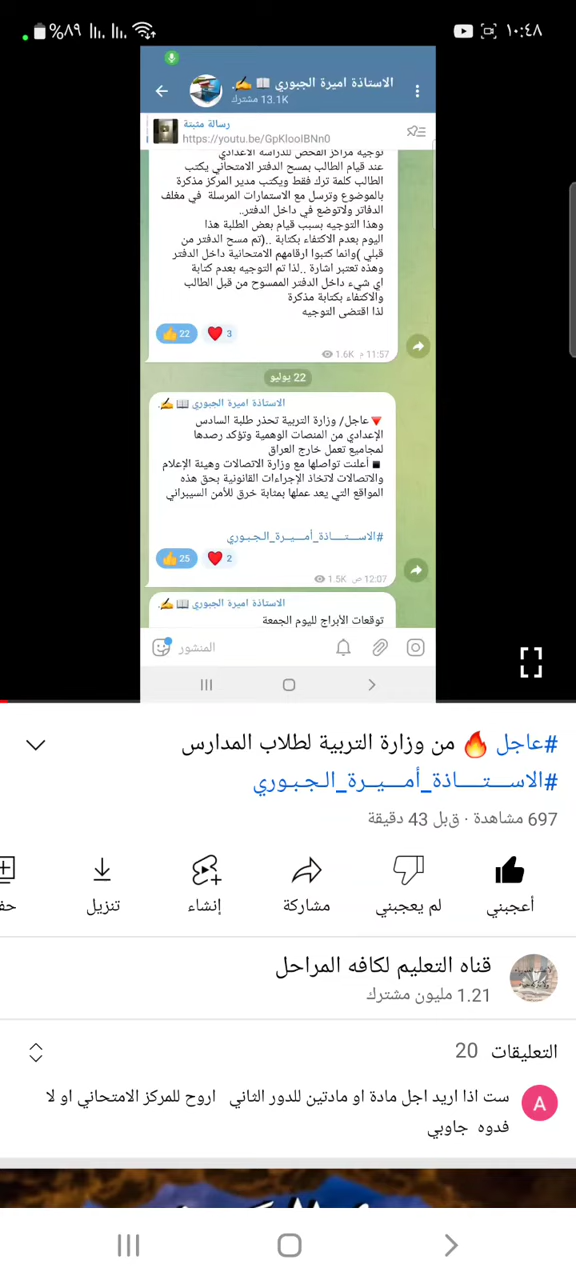 ١٠:٤٨
%٨٩
الاستاذة اميرة الجبوري 📖 ✍️.
13.1K مشترك
رسالة مثبتة
https://youtu.be/GpKlooIBNn0
توجيه مراكز الفحص للدراسة الاعدادي
عند قيام الطالب بمسح الدفتر الامتحاني يكتب
الطالب كلمة ترك فقط ويكتب مدير المركز مذكرة
بالموضوع وترسل مع الاستمارات المرسلة في مغلف
الدفاتر ولاتوضع في داخل الدفتر..
وهذا التوجيه بسبب قيام بعض الطلبة هذا
اليوم بعدم الاكتفاء بكتابة ..(تم مسح الدفتر من
قبلي )وانما كتبوا ارقامهم الامتحانية داخل الدفتر
وهذه تعتبر اشارة ..لذا تم التوجيه بعدم كتابة
اي شيء داخل الدفتر الممسوح من قبل الطالب
والاكتفاء بكتابة مذكرة
لذا اقتضى التوجيه
👍 22 ❤️ 3
1.6K 11:57 م
22 يوليو
الاستاذة اميرة الجبوري 📖 ✍️.
🔻عاجل/ وزارة التربية تحذر طلبة السادس
الإعدادي من المنصات الوهمية وتؤكد رصدها
لمجاميع تعمل خارج العراق
◾ أعلنت تواصلها مع وزارة الاتصالات وهيئة الإعلام
والاتصالات لاتخاذ الإجراءات القانونية بحق هذه
المواقع التي يعد عملها بمثابة خرق للأمن السيبراني
#الاســـتــــاذة_أمـــيــرة_الـجـبـوري
👍 25 ❤️ 2
1.5K 12:07 ص
الاستاذة اميرة الجبوري 📖 ✍️.
توقعات الأبراج لليوم الجمعة
المنشور
#عاجل 🔥 من وزارة التربية لطلاب المدارس
#الاســـتــــاذة_أمـــيــرة_الـجـبـوري
697 مشاهدة · قبل 43 دقيقة
أعجبني
لم يعجبني
مشاركة
إنشاء
تنزيل
حف
قناه التعليم لكافه المراحل
1.21 مليون مشترك
التعليقات 20
A
ست اذا اريد اجل مادة او مادتين للدور الثاني اروح للمركز الامتحاني او لا
فدوه جاوبي